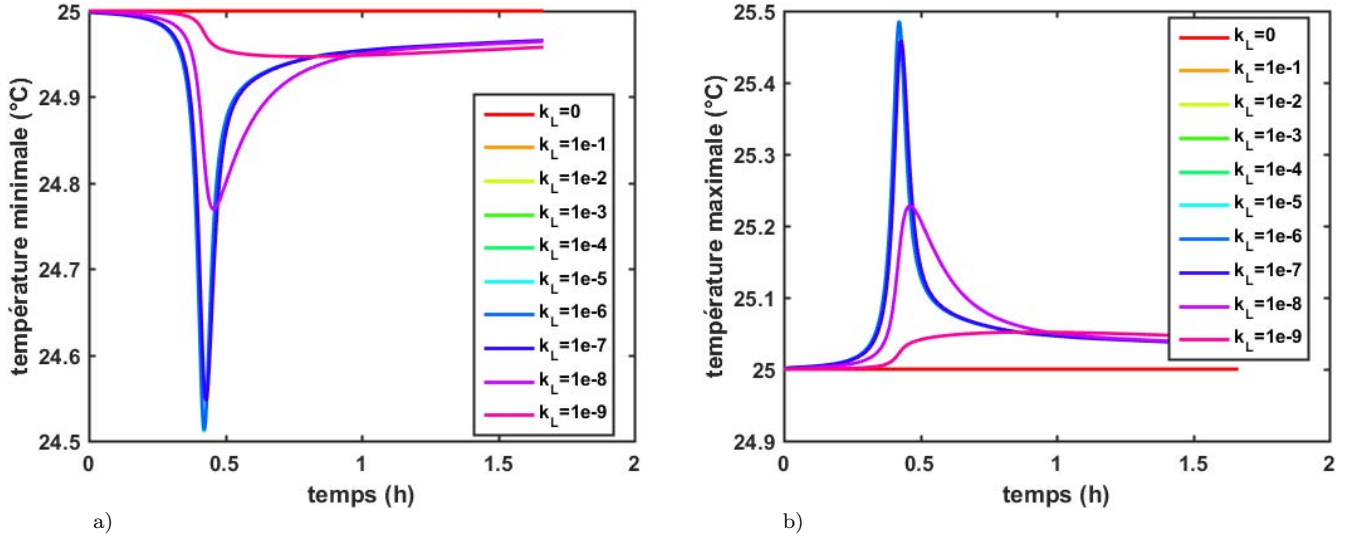 25
24.9
24.8
24.7
24.6
24.5
température minimale (°C)
0
0.5
1
1.5
2
temps (h)
k_L=0
k_L=1e-1
k_L=1e-2
k_L=1e-3
k_L=1e-4
k_L=1e-5
k_L=1e-6
k_L=1e-7
k_L=1e-8
k_L=1e-9
a)
25.5
25.4
25.3
25.2
25.1
25
24.9
température maximale (°C)
0
0.5
1
1.5
2
temps (h)
k_L=0
k_L=1e-1
k_L=1e-2
k_L=1e-3
k_L=1e-4
k_L=1e-5
k_L=1e-6
k_L=1e-7
k_L=1e-8
k_L=1e-9
b)